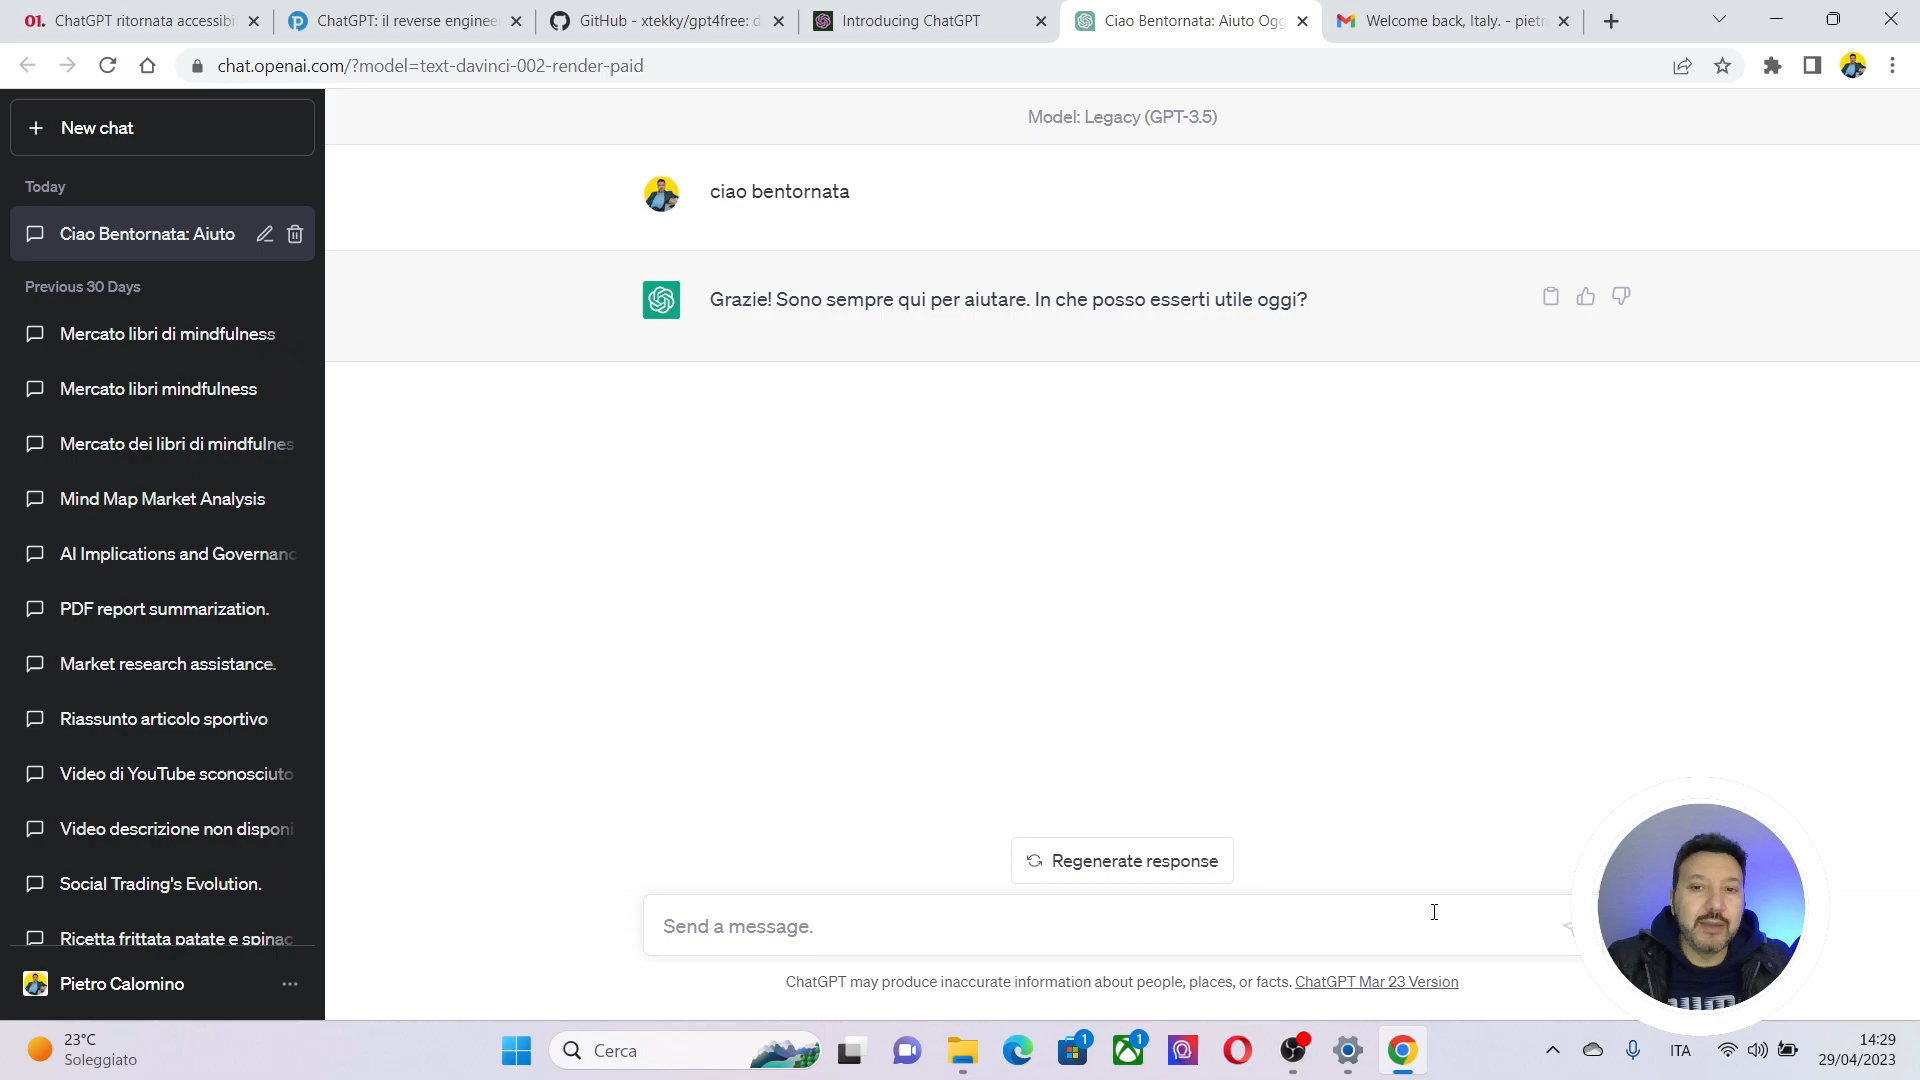 01. ChatGPT ritornata accessibi
ChatGPT: il reverse enginee
GitHub - xtekky/gpt4free: d
Introducing ChatGPT
Ciao Bentornata: Aiuto Ogg
Welcome back, Italy. - pietr
chat.openai.com/?model=text-davinci-002-render-paid
New chat
Today
Ciao Bentornata: Aiuto
Previous 30 Days
Mercato libri di mindfulness
Mercato libri mindfulness
Mercato dei libri di mindfulnes
Mind Map Market Analysis
AI Implications and Governanc
PDF report summarization.
Market research assistance.
Riassunto articolo sportivo
Video di YouTube sconosciuto
Video descrizione non disponi
Social Trading's Evolution.
Ricetta frittata patate e spinac
Pietro Calomino
Model: Legacy (GPT-3.5)
ciao bentornata
Grazie! Sono sempre qui per aiutare. In che posso esserti utile oggi?
Regenerate response
Send a message.
ChatGPT may produce inaccurate information about people, places, or facts. ChatGPT Mar 23 Version
23°C
Soleggiato
Cerca
1
1
ITA
14:29
29/04/2023